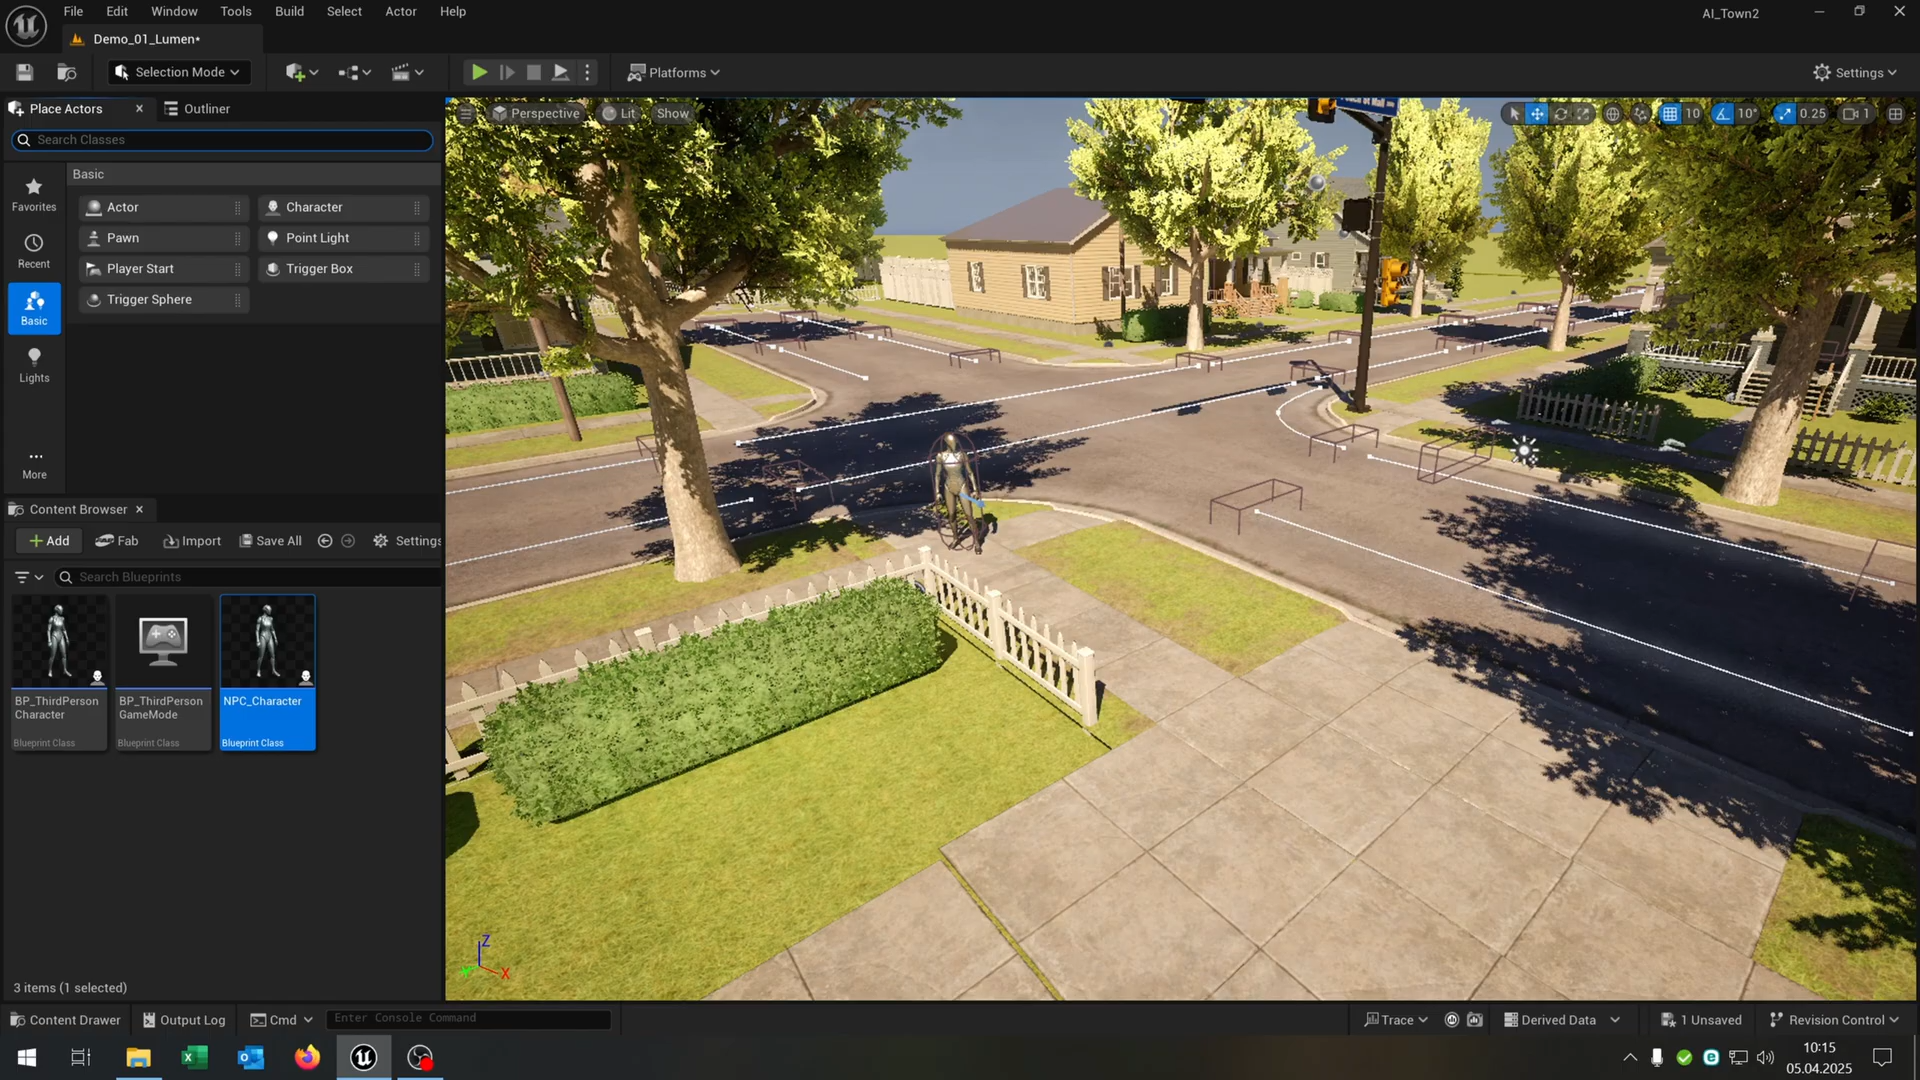 File Edit Window Tools Build Select Actor Help
AI_Town2
Demo_01_Lumen*
Selection Mode
Platforms
Settings
Place Actors
Outliner
Search Classes
Favorites
Recent
Basic
Lights
More
Basic
Actor
Character
Pawn
Point Light
Player Start
Trigger Box
Trigger Sphere
Perspective
Lit
Show
10
10°
0.25
1
Content Browser
Add
Fab
Import
Save All
Settings
Search Blueprints
BP_ThirdPerson
Character
Blueprint Class
BP_ThirdPerson
GameMode
Blueprint Class
NPC_Character
Blueprint Class
3 items (1 selected)
Z
X
Content Drawer
Output Log
Cmd
Enter Console Command
Trace
Derived Data
1 Unsaved
Revision Control
10:15
05.04.2025